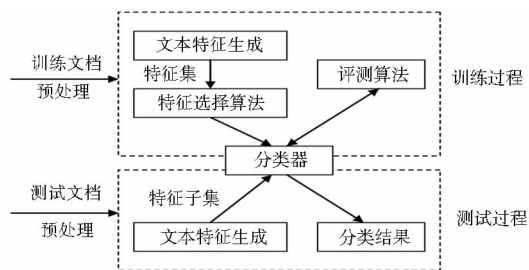 文本特征生成
训练文档
特征集
评测算法
训练过程
预处理
特征选择算法
分类器
测试文档
特征子集
测试过程
预处理
文本特征生成
分类结果